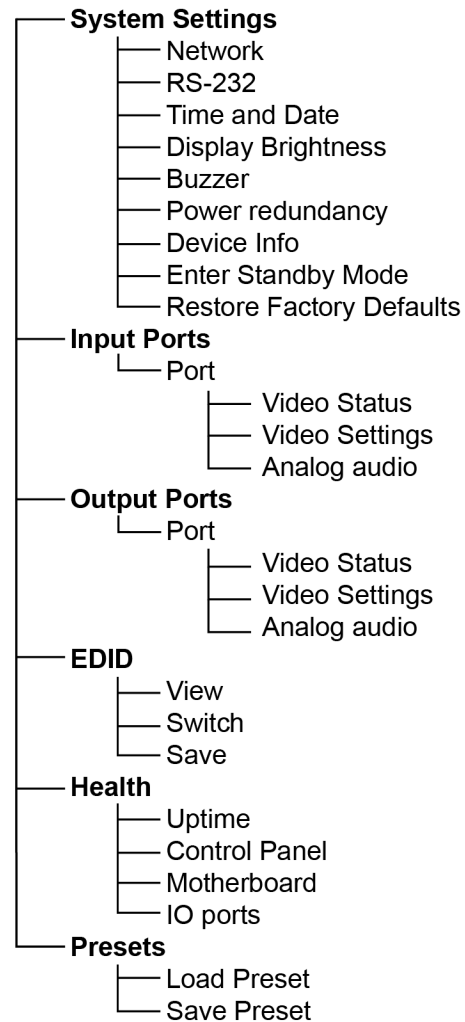 System Settings
Network
RS-232
Time and Date
Display Brightness
Buzzer
Power redundancy
Device Info
Enter Standby Mode
Restore Factory Defaults
Input Ports
Port
Video Status
Video Settings
Analog audio
Output Ports
Port
Video Status
Video Settings
Analog audio
EDID
View
Switch
Save
Health
Uptime
Control Panel
Motherboard
IO ports
Presets
Load Preset
Save Preset